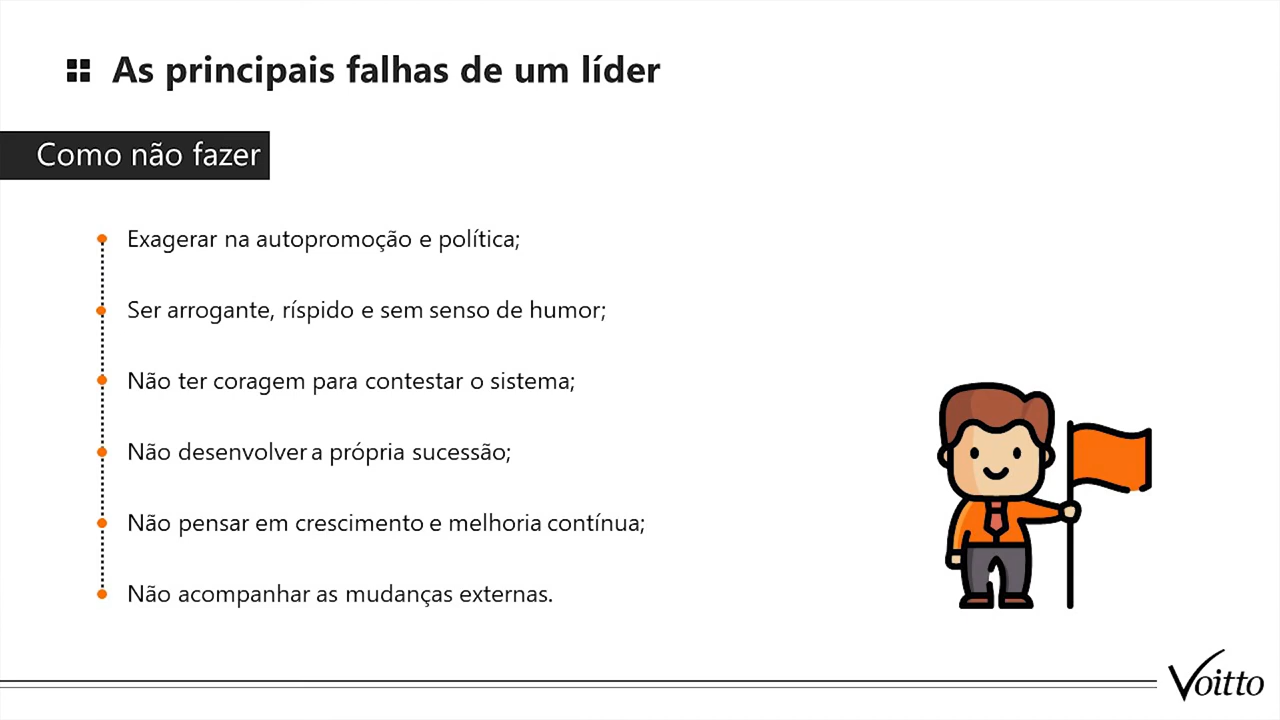 As principais falhas de um líder
Como não fazer
Exagerar na autopromoção e política;
Ser arrogante, ríspido e sem senso de humor;
Não ter coragem para contestar o sistema;
Não desenvolver a própria sucessão;
Não pensar em crescimento e melhoria contínua;
Não acompanhar as mudanças externas.
Voitto